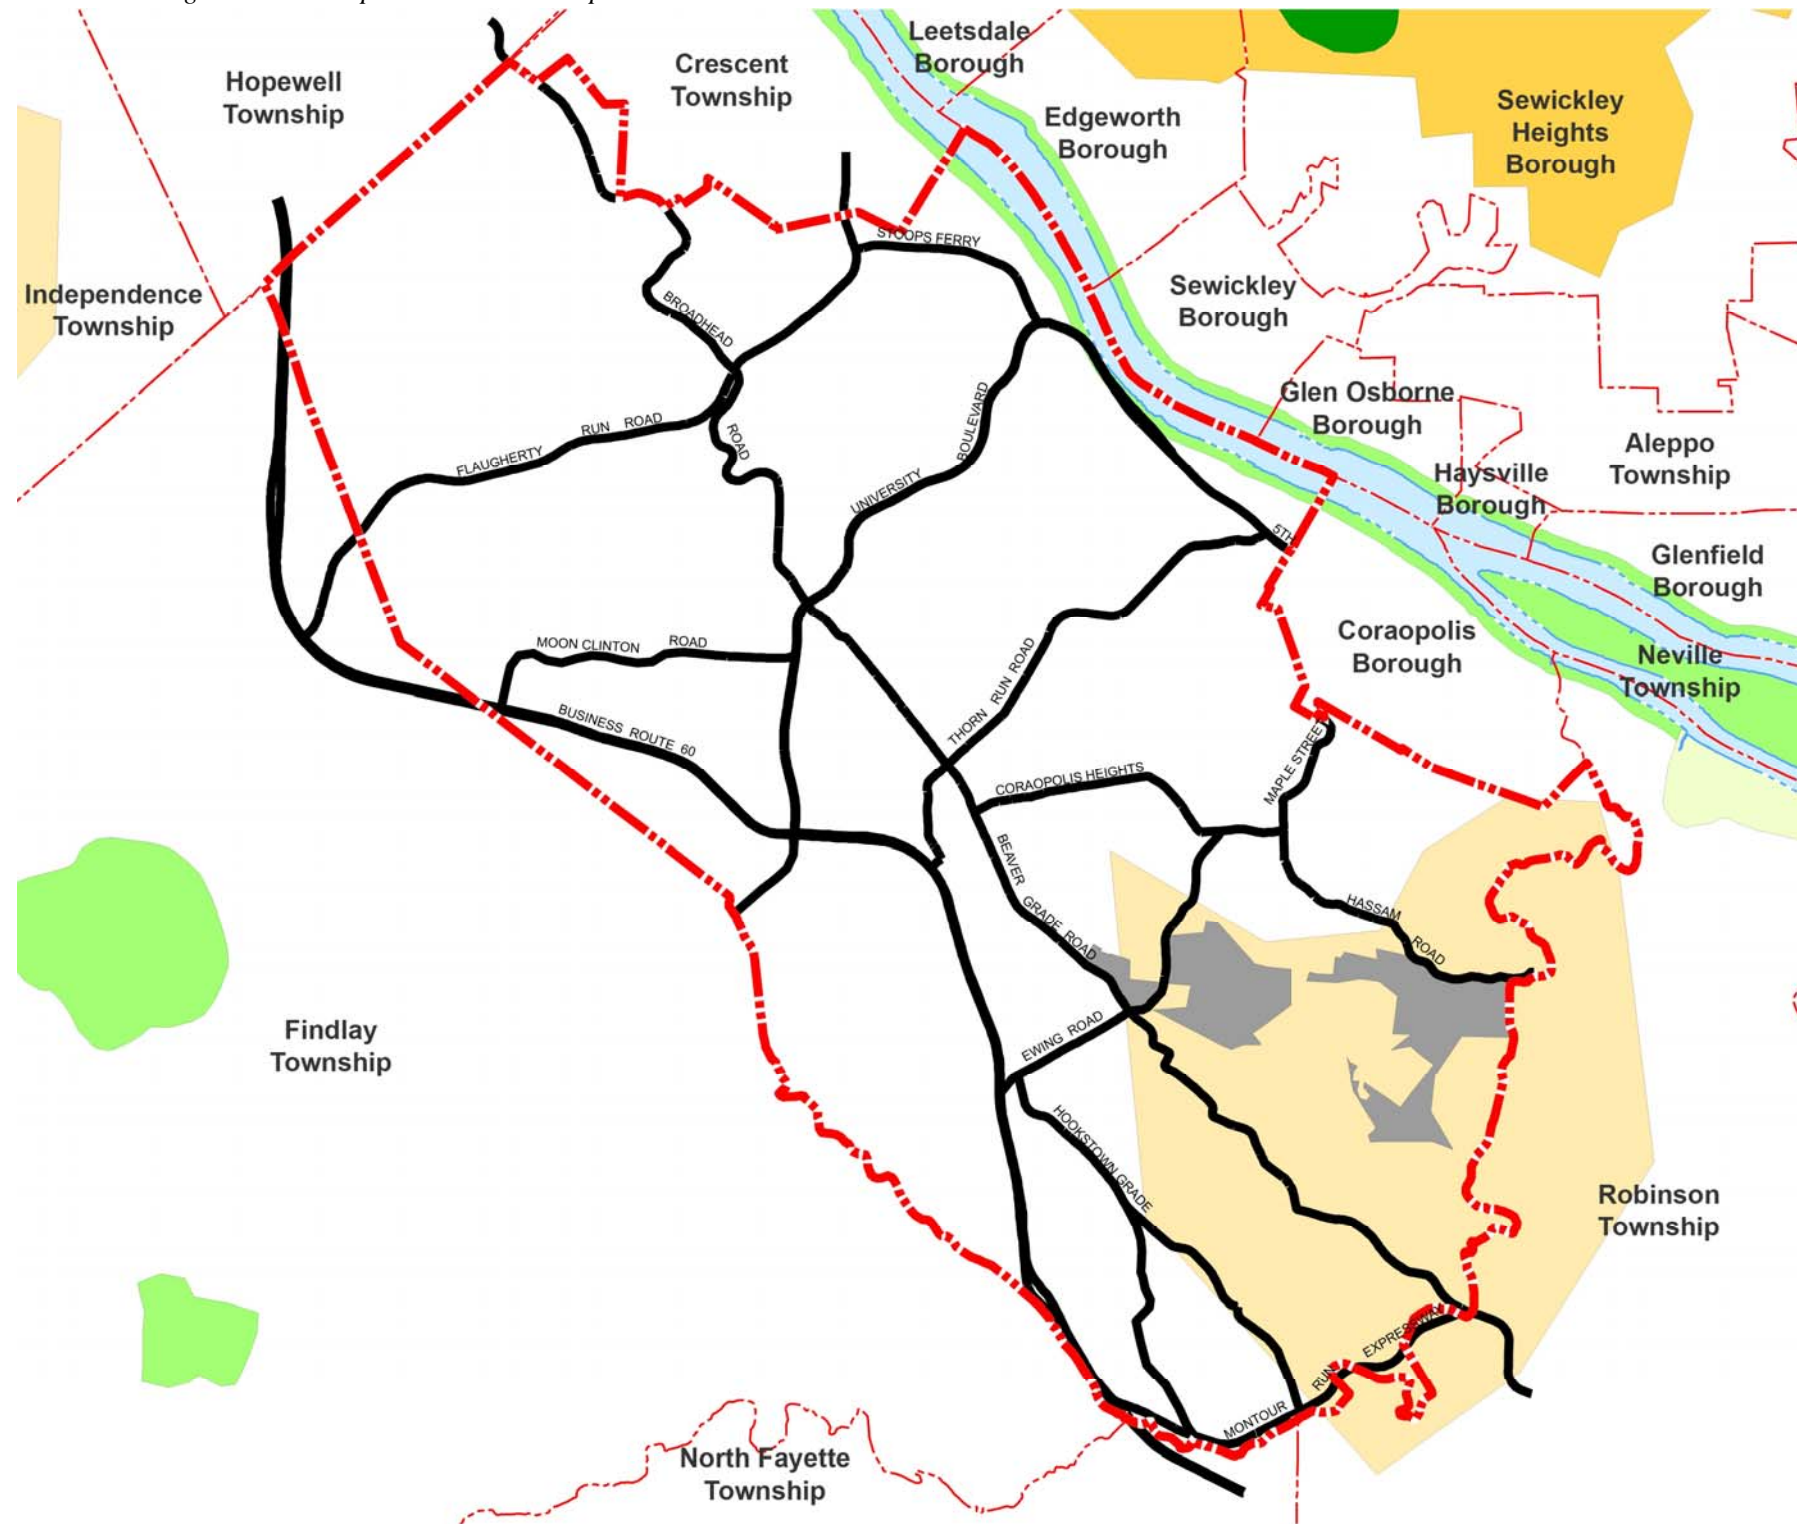 Leetsdale
Borough
Hopewell
Township
Crescent
Township
Edgeworth
Borough
Sewickley
Heights
Borough
STOOPS FERRY
Independence
Township
Sewickley
Borough
BROADHEAD
ROAD
Glen Osborne
Borough
FLAUGHERTY RUN ROAD
UNIVERSITY BOULEVARD
Aleppo
Township
Haysville
Borough
5TH
Glenfield
Borough
Coraopolis
Borough
Neville
Township
MOON CLINTON ROAD
THORN RUN ROAD
BUSINESS ROUTE 60
CORAOPOLIS HEIGHTS
MAPLE STREET
BEAVER
GRADE ROAD
HASSAM
ROAD
Findlay
Township
EWING ROAD
HOOKSTOWN GRADE
Robinson
Township
MONTOUR RUN EXPRESSWAY
North Fayette
Township